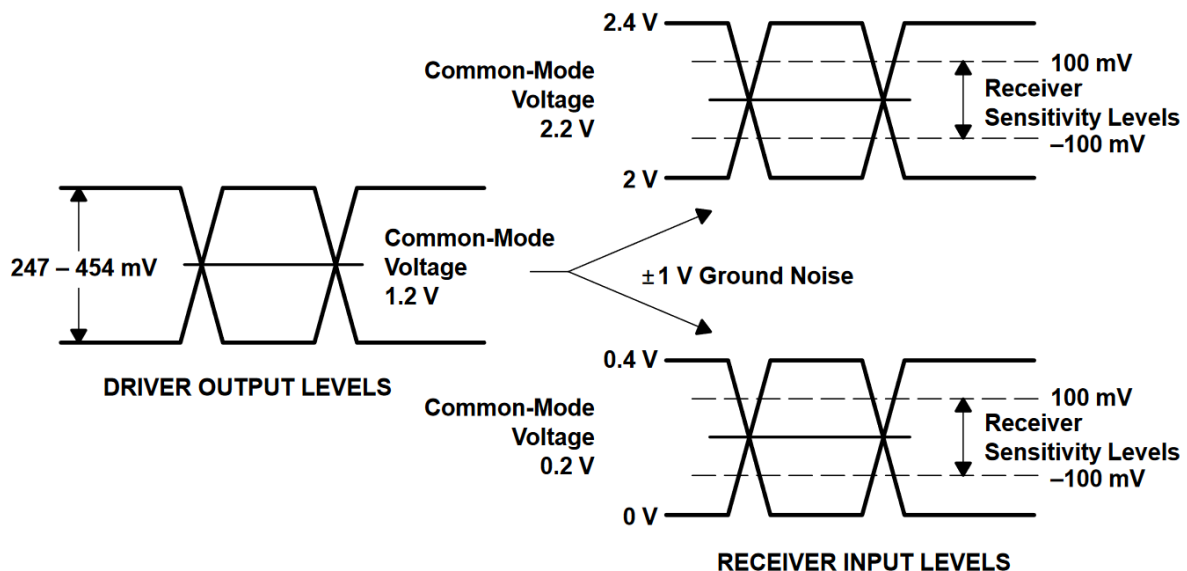 247 – 454 mV
Common-Mode
Voltage
1.2 V
DRIVER OUTPUT LEVELS
±1 V Ground Noise
Common-Mode
Voltage
2.2 V
2.4 V
2 V
100 mV
Receiver
Sensitivity Levels
–100 mV
Common-Mode
Voltage
0.2 V
0.4 V
0 V
100 mV
Receiver
Sensitivity Levels
–100 mV
RECEIVER INPUT LEVELS